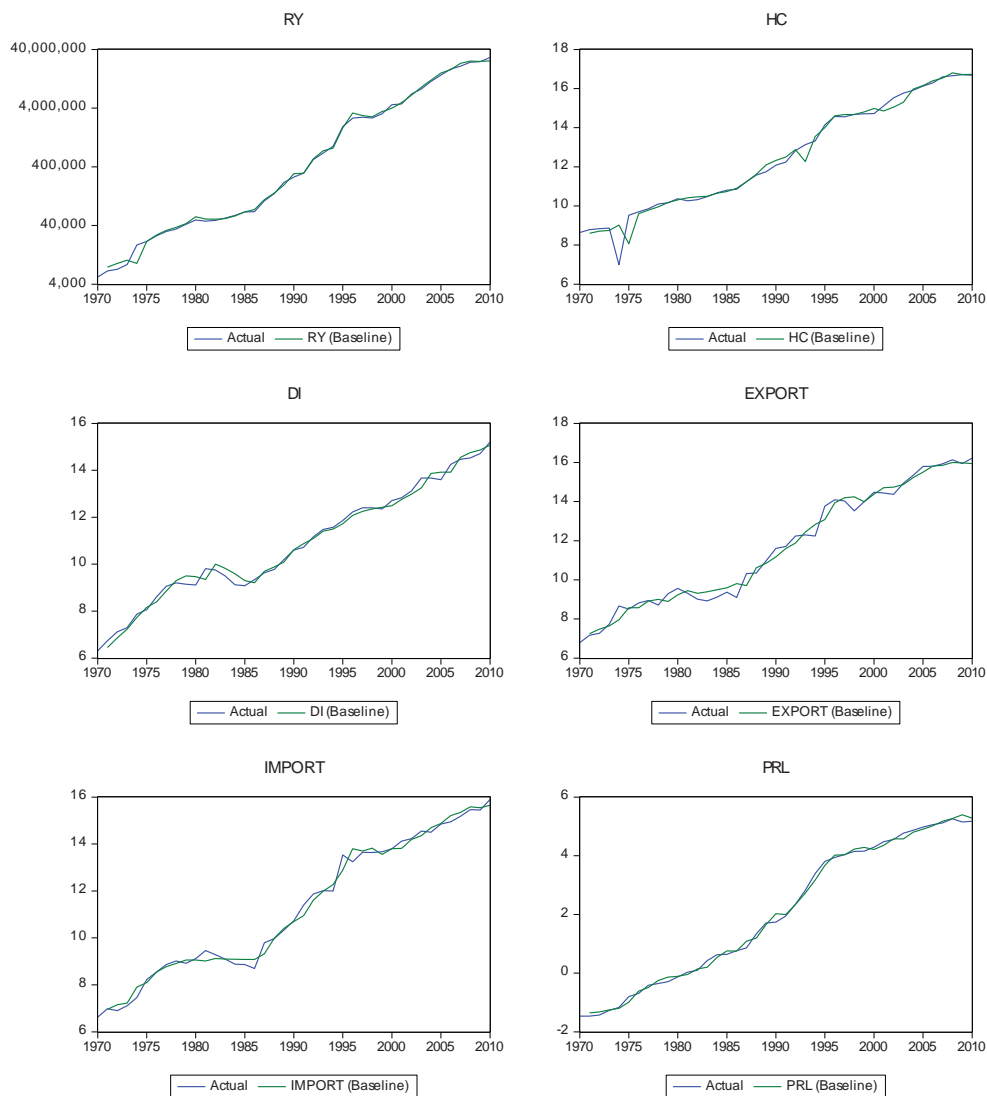 RY
40,000,000
4,000,000
400,000
40,000
4,000
1970 1975 1980 1985 1990 1995 2000 2005 2010
Actual RY (Baseline)
HC
18
16
14
12
10
8
6
1970 1975 1980 1985 1990 1995 2000 2005 2010
Actual HC (Baseline)
DI
16
14
12
10
8
6
1970 1975 1980 1985 1990 1995 2000 2005 2010
Actual DI (Baseline)
EXPORT
18
16
14
12
10
8
6
1970 1975 1980 1985 1990 1995 2000 2005 2010
Actual EXPORT (Baseline)
IMPORT
16
14
12
10
8
6
1970 1975 1980 1985 1990 1995 2000 2005 2010
Actual IMPORT (Baseline)
PRL
6
4
2
0
-2
1970 1975 1980 1985 1990 1995 2000 2005 2010
Actual PRL (Baseline)